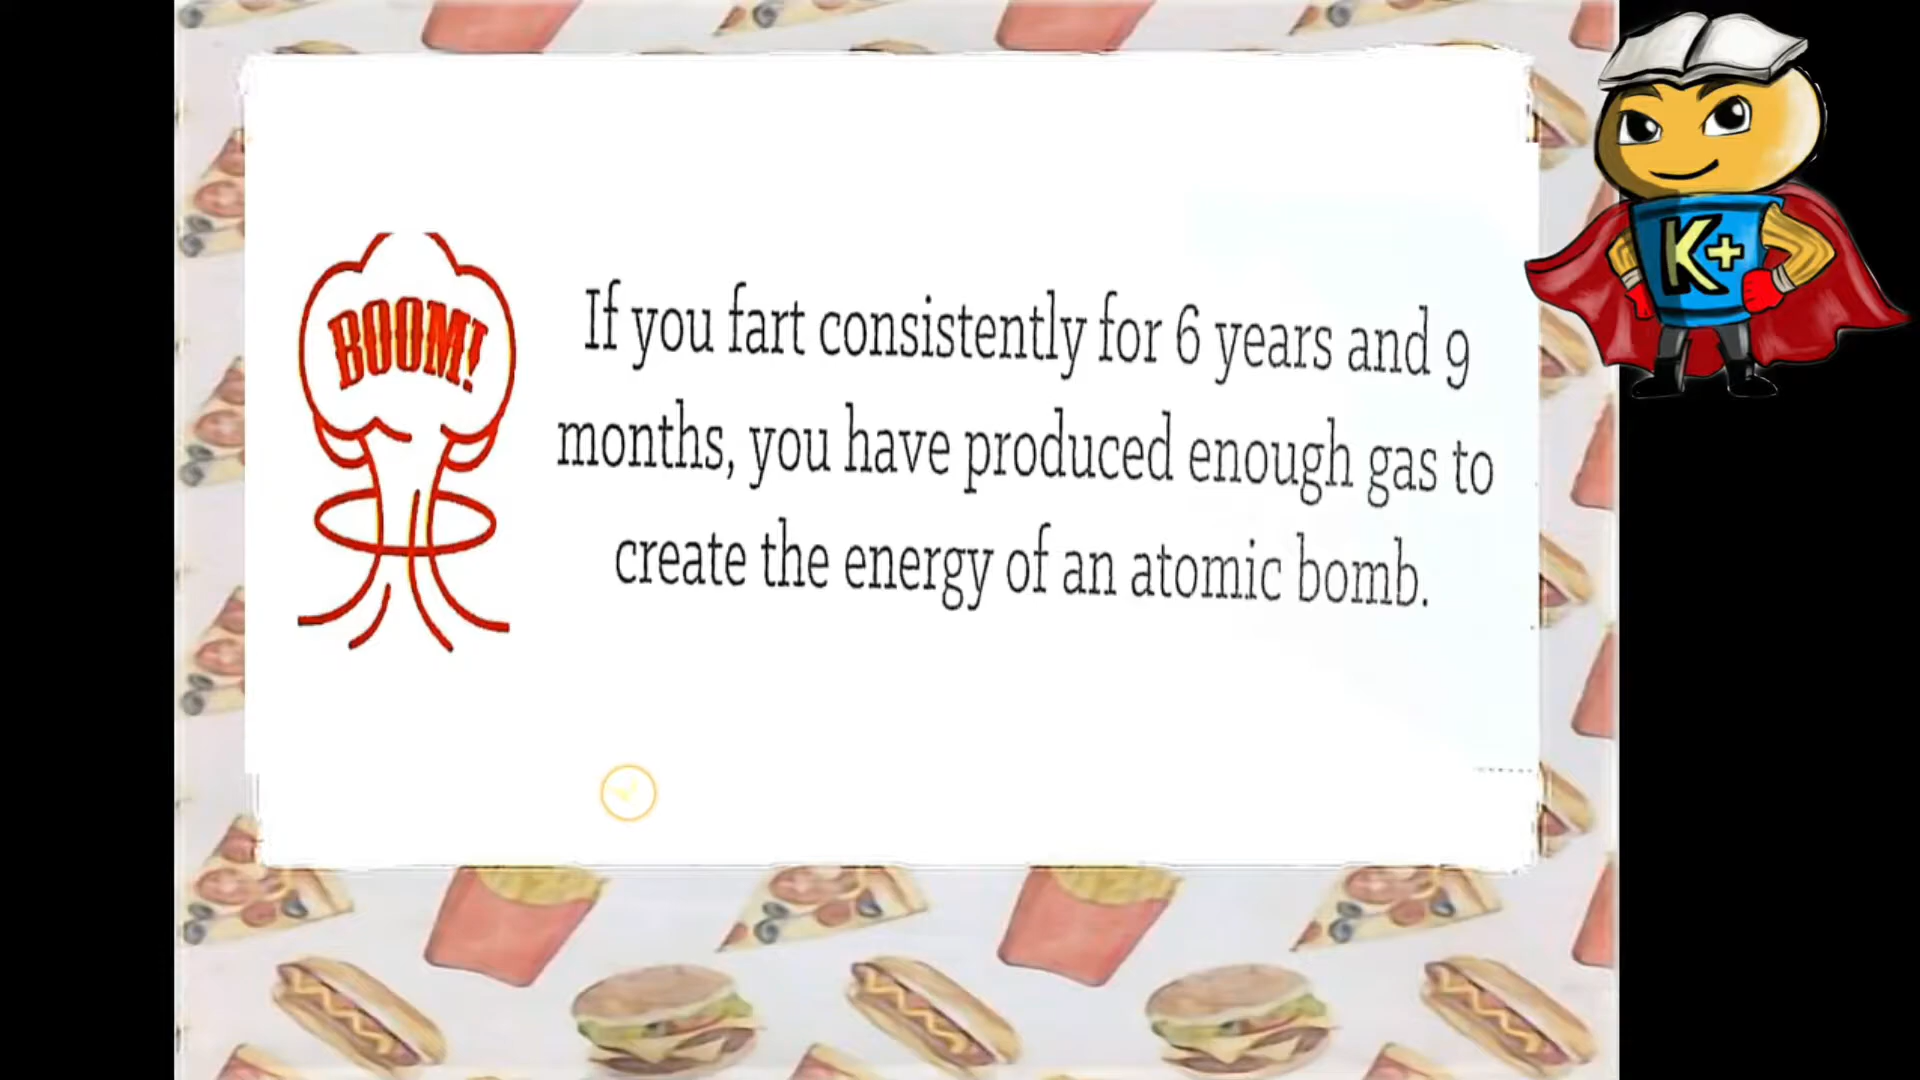 K+
BOOM!
If you fart consistently for 6 years and 9
months, you have produced enough gas to
create the energy of an atomic bomb.